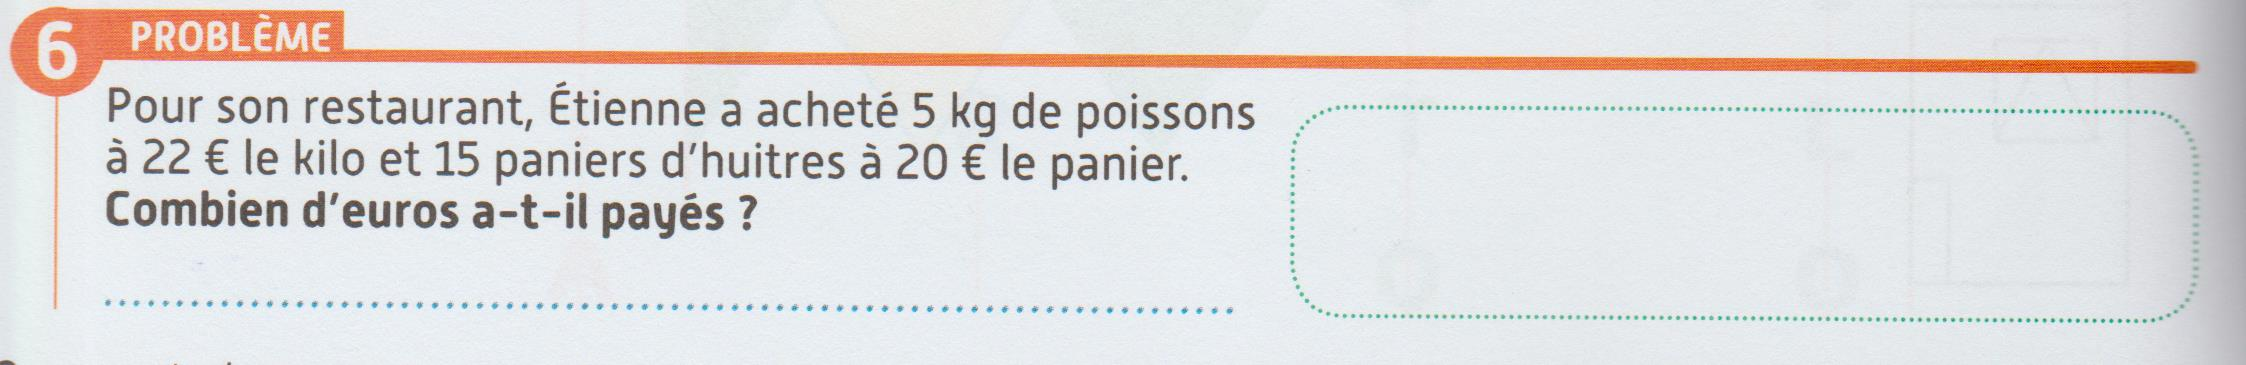 6 PROBLÈME
Pour son restaurant, Étienne a acheté 5 kg de poissons
à 22 € le kilo et 15 paniers d'huitres à 20 € le panier.
Combien d'euros a-t-il payés ?